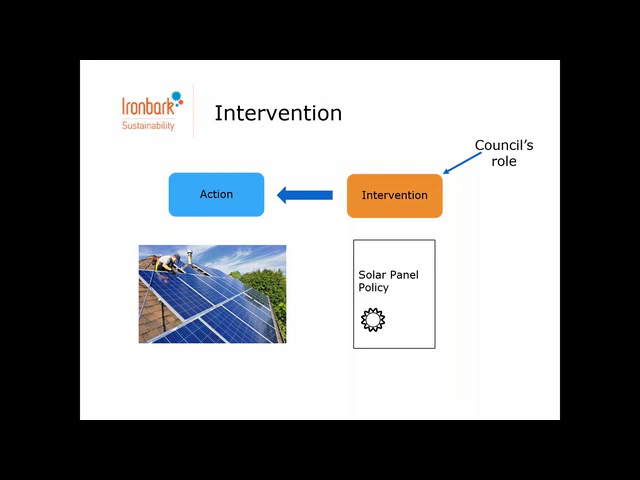 Ironbark
Sustainability
Intervention
Council's
role
Action
Intervention
Solar Panel
Policy